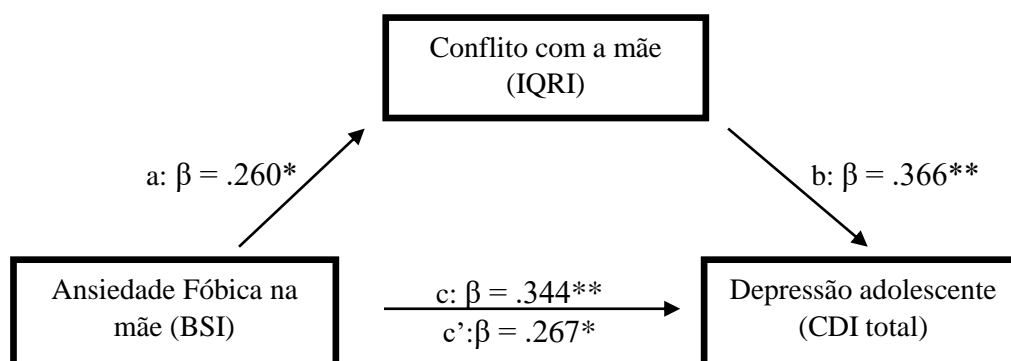 Conflito com a mãe
(IQRI)
a: β = .260*
b: β = .366**
Ansiedade Fóbica na
mãe (BSI)
c: β = .344**
c’:β = .267*
Depressão adolescente
(CDI total)